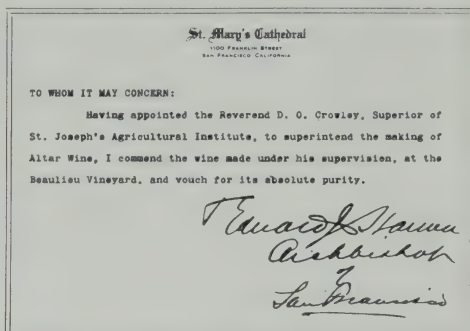 St. Mary's Cathedral
1100 FRANKLIN STREET
SAN FRANCISCO CALIFORNIA
TO WHOM IT MAY CONCERN:
Having appointed the Reverend D. O. Crowley, Superior of
St. Joseph's Agricultural Institute, to superintend the making of
Altar Wine, I commend the wine made under his supervision, at the
Beaulieu Vineyard, and vouch for its absolute purity.
Edward J. Hanna
Archbishop
of
San Francisco